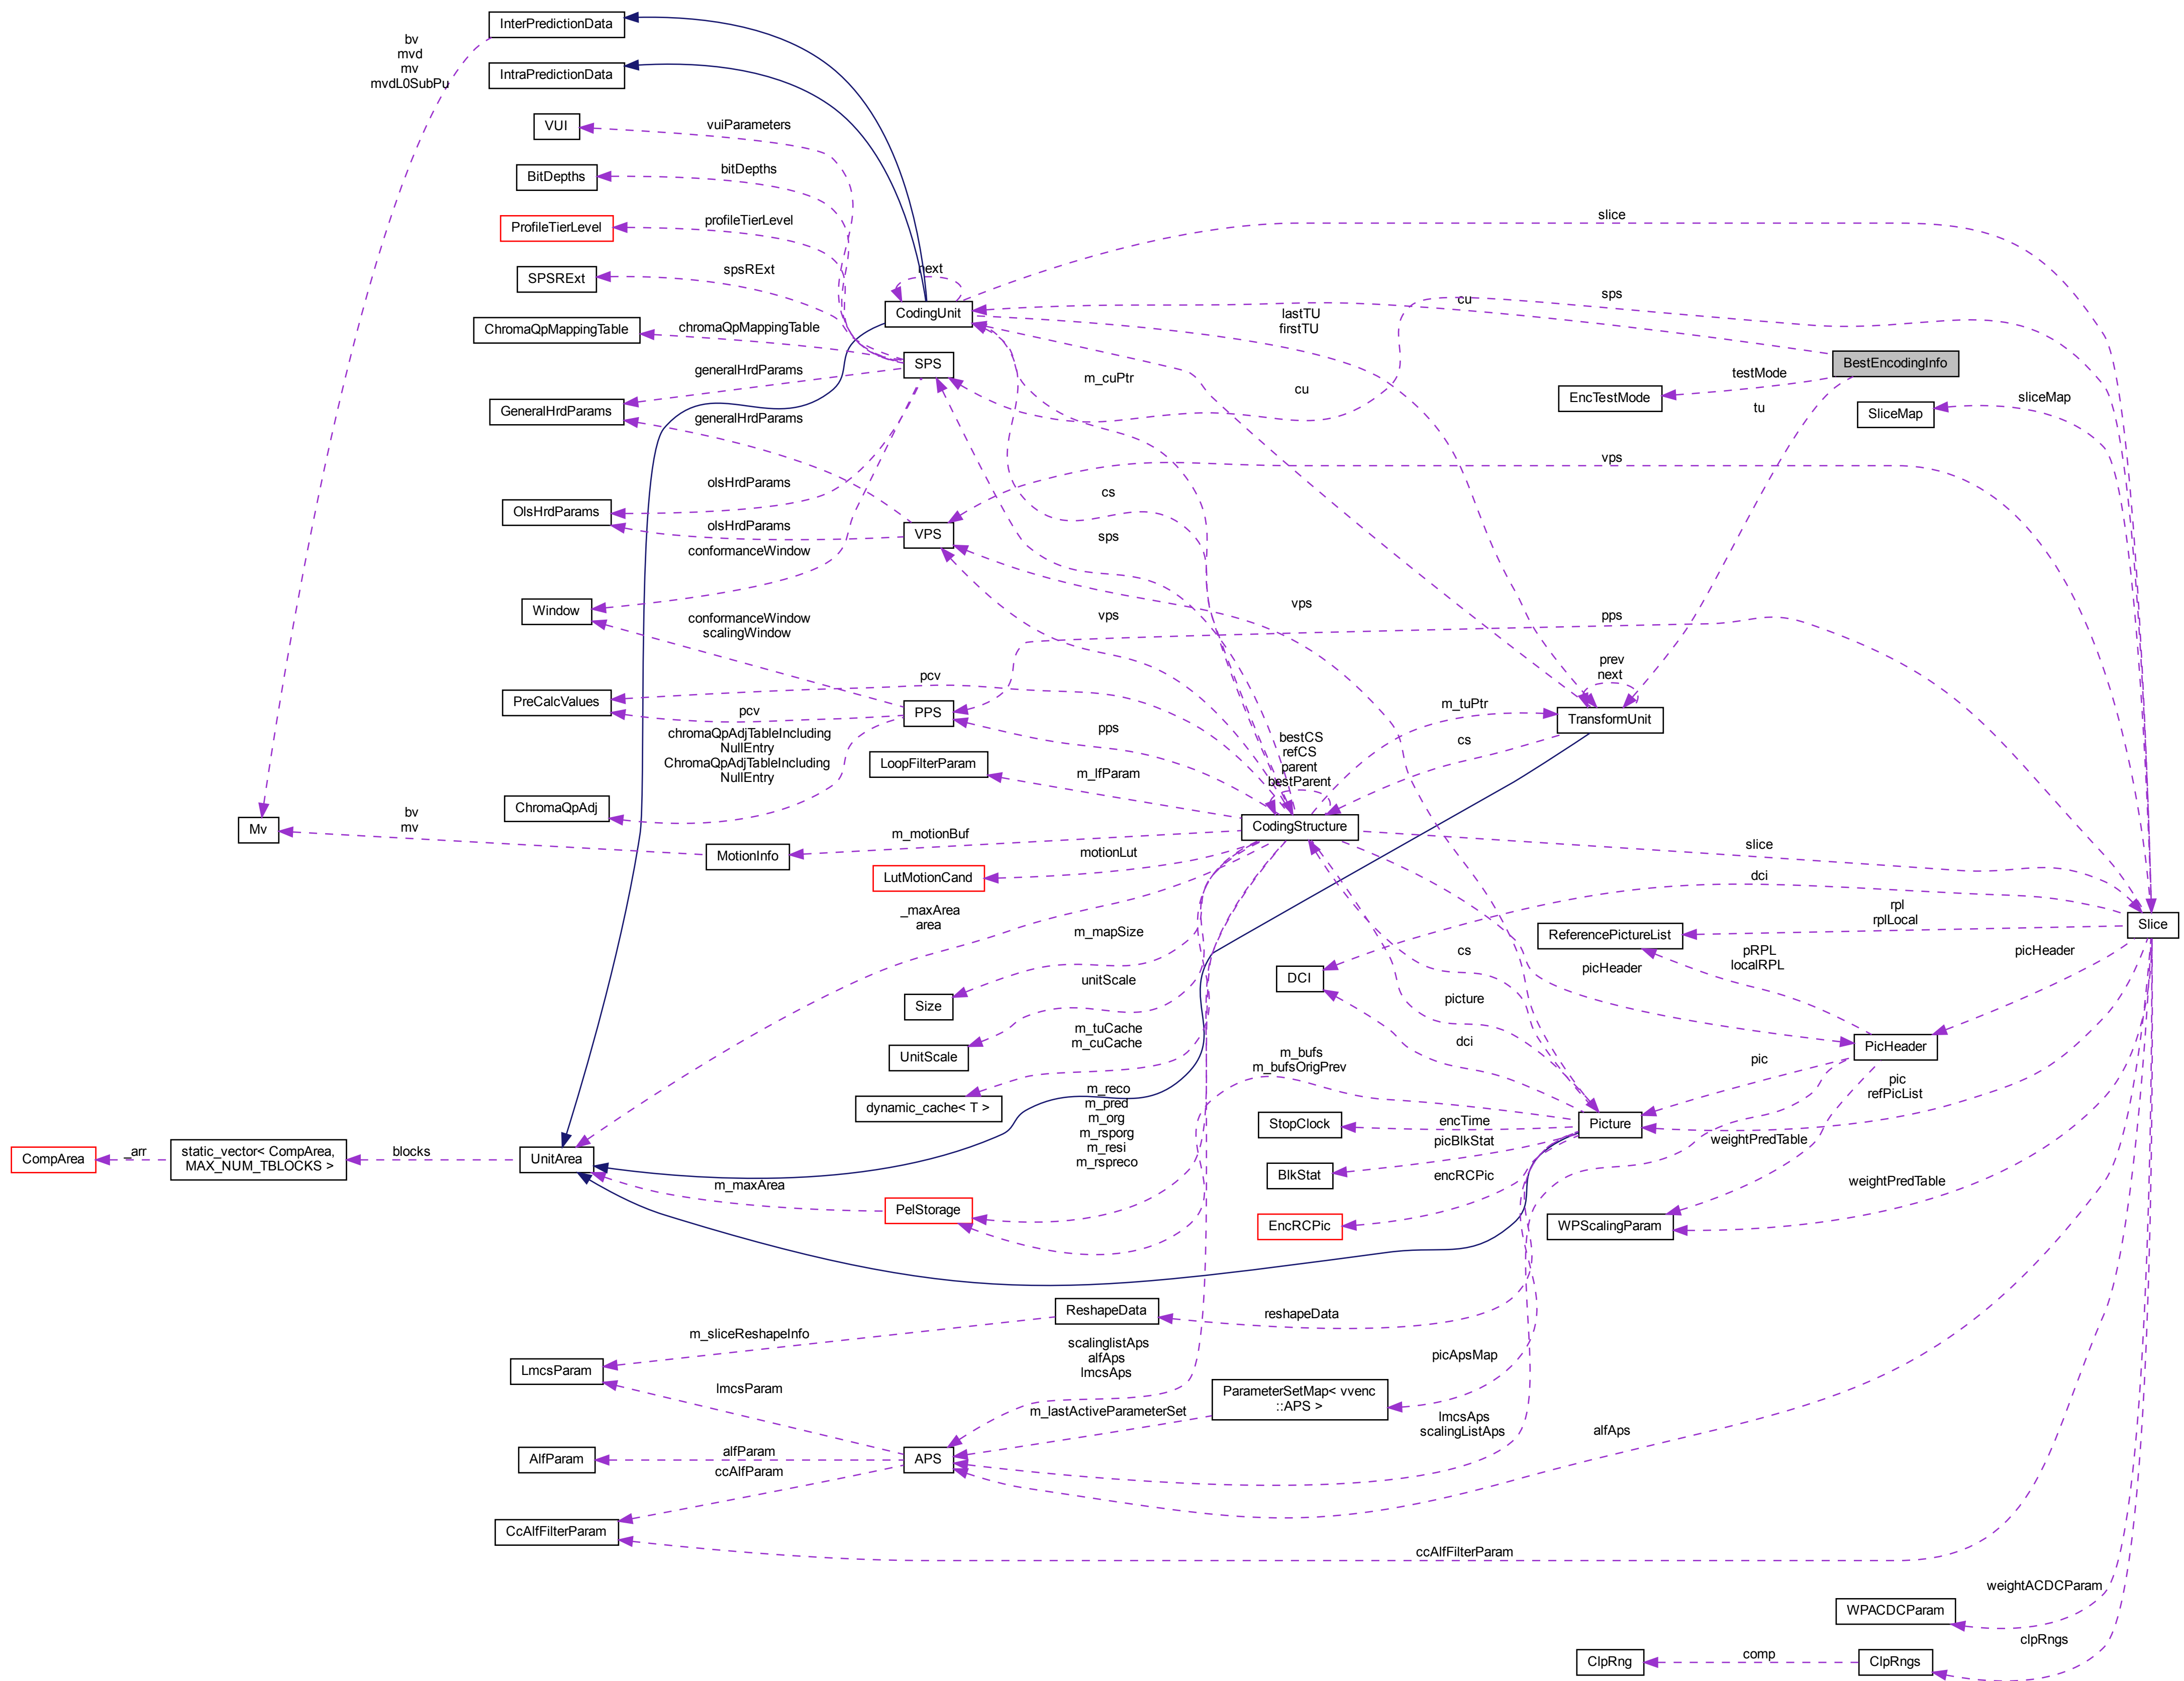 InterPredictionData
bv
mvd
mv
mvdL0SubPu
IntraPredictionData
VUI
vuiParameters
BitDepths
bitDepths
ProfileTierLevel
profileTierLevel
slice
SPSRExt
spsRExt
next
CodingUnit
cu
sps
lastTU
firstTU
ChromaQpMappingTable
chromaQpMappingTable
SPS
BestEncodingInfo
generalHrdParams
m_cuPtr
cu
testMode
EncTestMode
sliceMap
SliceMap
tu
GeneralHrdParams
generalHrdParams
vps
olsHrdParams
cs
OlsHrdParams
olsHrdParams
VPS
sps
conformanceWindow
Window
conformanceWindow
scalingWindow
vps
vps
pps
prev
next
PreCalcValues
pcv
pcv
PPS
m_tuPtr
TransformUnit
chromaQpAdjTableIncluding
NullEntry
ChromaQpAdjTableIncluding
NullEntry
pps
bestCS
refCS
parent
bestParent
cs
LoopFilterParam
m_lfParam
ChromaQpAdj
Mv
bv
mv
MotionInfo
m_motionBuf
CodingStructure
slice
LutMotionCand
motionLut
dci
_maxArea
area
m_mapSize
rpl
rplLocal
ReferencePictureList
Slice
cs
pRPL
localRPL
picHeader
picHeader
DCI
unitScale
Size
picture
UnitScale
m_tuCache
m_cuCache
dci
PicHeader
m_bufs
m_bufsOrigPrev
pic
pic
refPicList
dynamic_cache< T >
m_reco
m_pred
m_org
m_rsporg
m_resi
m_rspreco
StopClock
encTime
Picture
picBlkStat
weightPredTable
CompArea
_arr
static_vector< CompArea,
MAX_NUM_TBLOCKS >
blocks
UnitArea
BlkStat
encRCPic
weightPredTable
m_maxArea
PelStorage
EncRCPic
WPScalingParam
ReshapeData
reshapeData
m_sliceReshapeInfo
scalinglistAps
alfAps
lmcsAps
picApsMap
LmcsParam
lmcsParam
ParameterSetMap< vvenc
::APS >
m_lastActiveParameterSet
lmcsAps
scalingListAps
alfAps
AlfParam
alfParam
APS
ccAlfParam
CcAlfFilterParam
ccAlfFilterParam
weightACDCParam
WPACDCParam
clpRngs
ClpRng
comp
ClpRngs